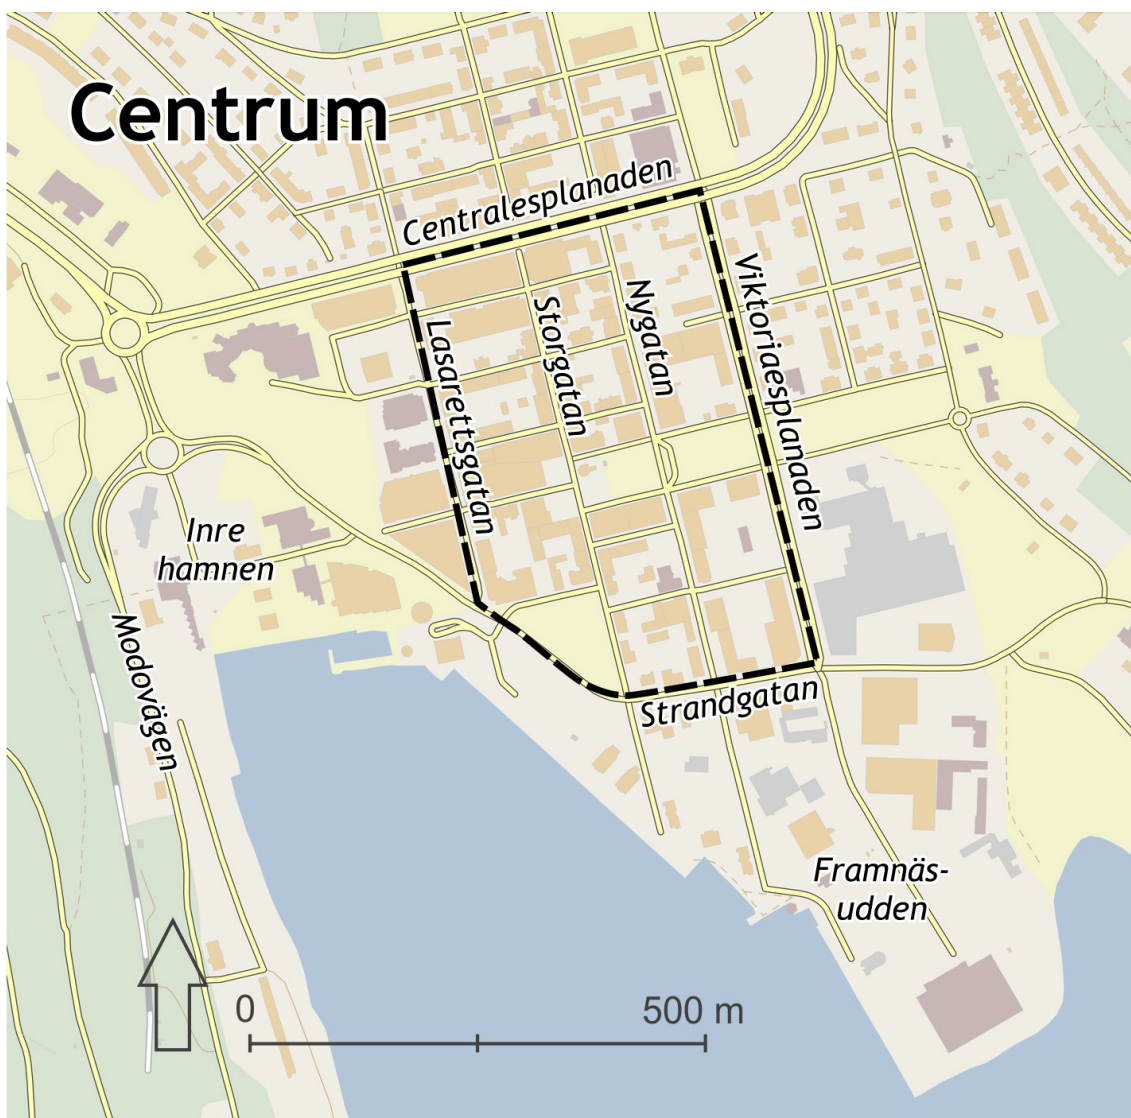 Centrum
Centralesplanaden
Viktoriaesplanaden
Nygatan
Storgatan
Lasarettsgatan
Inre
hamnen
Modovägen
Strandgatan
Framnäs-
udden
0
500 m